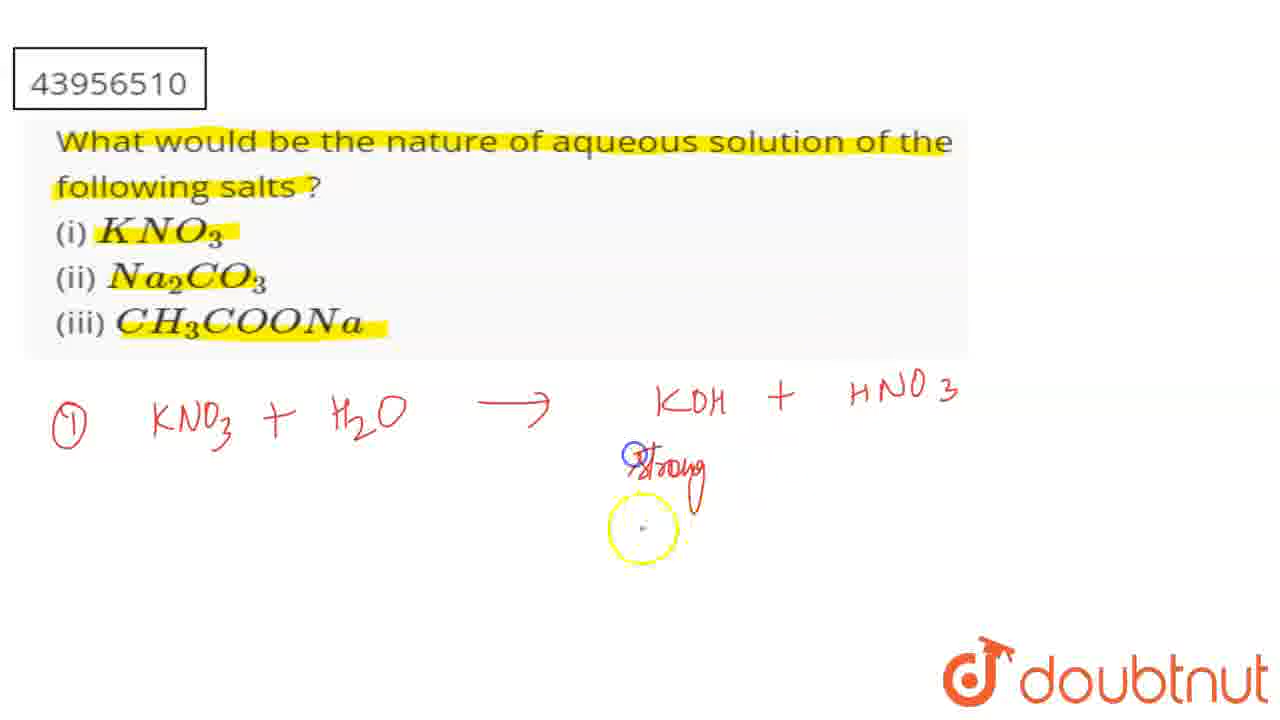 43956510
What would be the nature of aqueous solution of the
following salts ?
(i) KNO₃
(ii) Na₂CO₃
(iii) CH₃COONa
① KNO₃ + H₂O → KOH + HNO₃
Strong
doubtnut